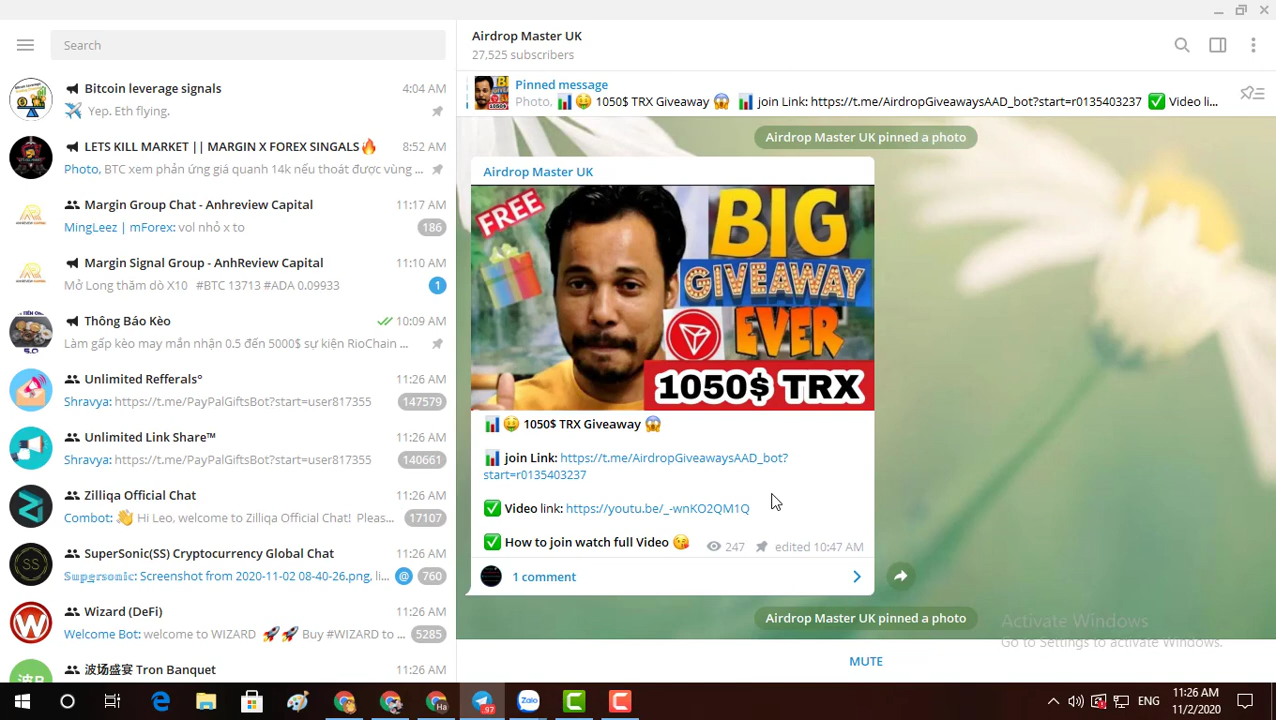 Search
Bitcoin leverage signals
4:04 AM
Yep. Eth flying.
LETS KILL MARKET || MARGIN X FOREX SINGALS🔥
8:52 AM
Photo, BTC xem phản ứng giá quanh 14k nếu thoát được vùng ...
Margin Group Chat - Anhreview Capital
11:17 AM
MingLeez | mForex: vol nhỏ x to
186
Margin Signal Group - AnhReview Capital
11:10 AM
Mở Long thăm dò X10 #BTC 13713 #ADA 0.09933
1
Thông Báo Kèo
10:09 AM
Làm gấp kèo may mắn nhận 0.5 đến 5000$ sự kiện RioChain ...
Unlimited Refferals°
11:26 AM
Shravya: https://t.me/PayPalGiftsBot?start=user817355
147579
Unlimited Link Share™
11:26 AM
Shravya: https://t.me/PayPalGiftsBot?start=user817355
140661
Zilliqa Official Chat
11:26 AM
Combot: 👋 Hi Leo, welcome to Zilliqa Official Chat! Pleas...
17107
SuperSonic(SS) Cryptocurrency Global Chat
11:26 AM
Supersonic: Screenshot from 2020-11-02 08-40-26.png, li...
@ 760
SS
Wizard (DeFi)
11:26 AM
Welcome Bot: welcome to WIZARD 🚀🚀 Buy #WIZARD to ...
5285
波场盛宴 Tron Banquet
11:26 AM
Airdrop Master UK
27,525 subscribers
Pinned message
Photo, 📊 🤑 1050$ TRX Giveaway 😱 📊 join Link: https://t.me/AirdropGiveawaysAAD_bot?start=r0135403237 ✅ Video li...
Airdrop Master UK pinned a photo
Airdrop Master UK
FREE
BIG
GIVEAWAY
EVER
1050$ TRX
📊 🤑 1050$ TRX Giveaway 😱
📊 join Link: https://t.me/AirdropGiveawaysAAD_bot?
start=r0135403237
✅ Video link: https://youtu.be/_-wnKO2QM1Q
✅ How to join watch full Video 😘
247
edited 10:47 AM
1 comment
Airdrop Master UK pinned a photo
Activate Windows
Go to Settings to activate Windows.
MUTE
97
Zalo
Ha
ENG
11:26 AM
11/2/2020